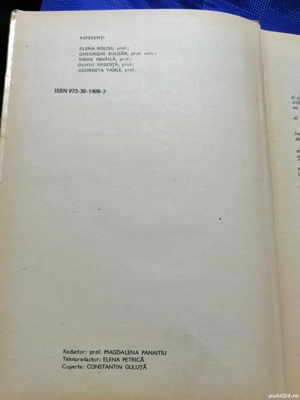 REFERENȚI
ELENA BOLOG, prof.;
GHEORGHE BULGĂR, prof. univ.;
VIRGIL MIHĂILĂ, prof.;
OLIVIU NEGOIȚĂ, prof.;
GEORGETA VASILE, prof.
ISBN 973-30-1408-7
Redactor: prof. MAGDALENA PANAITIU
Tehnoredactor: ELENA PETRICĂ
Coperta: CONSTANTIN GULUȚĂ
publi24.ro